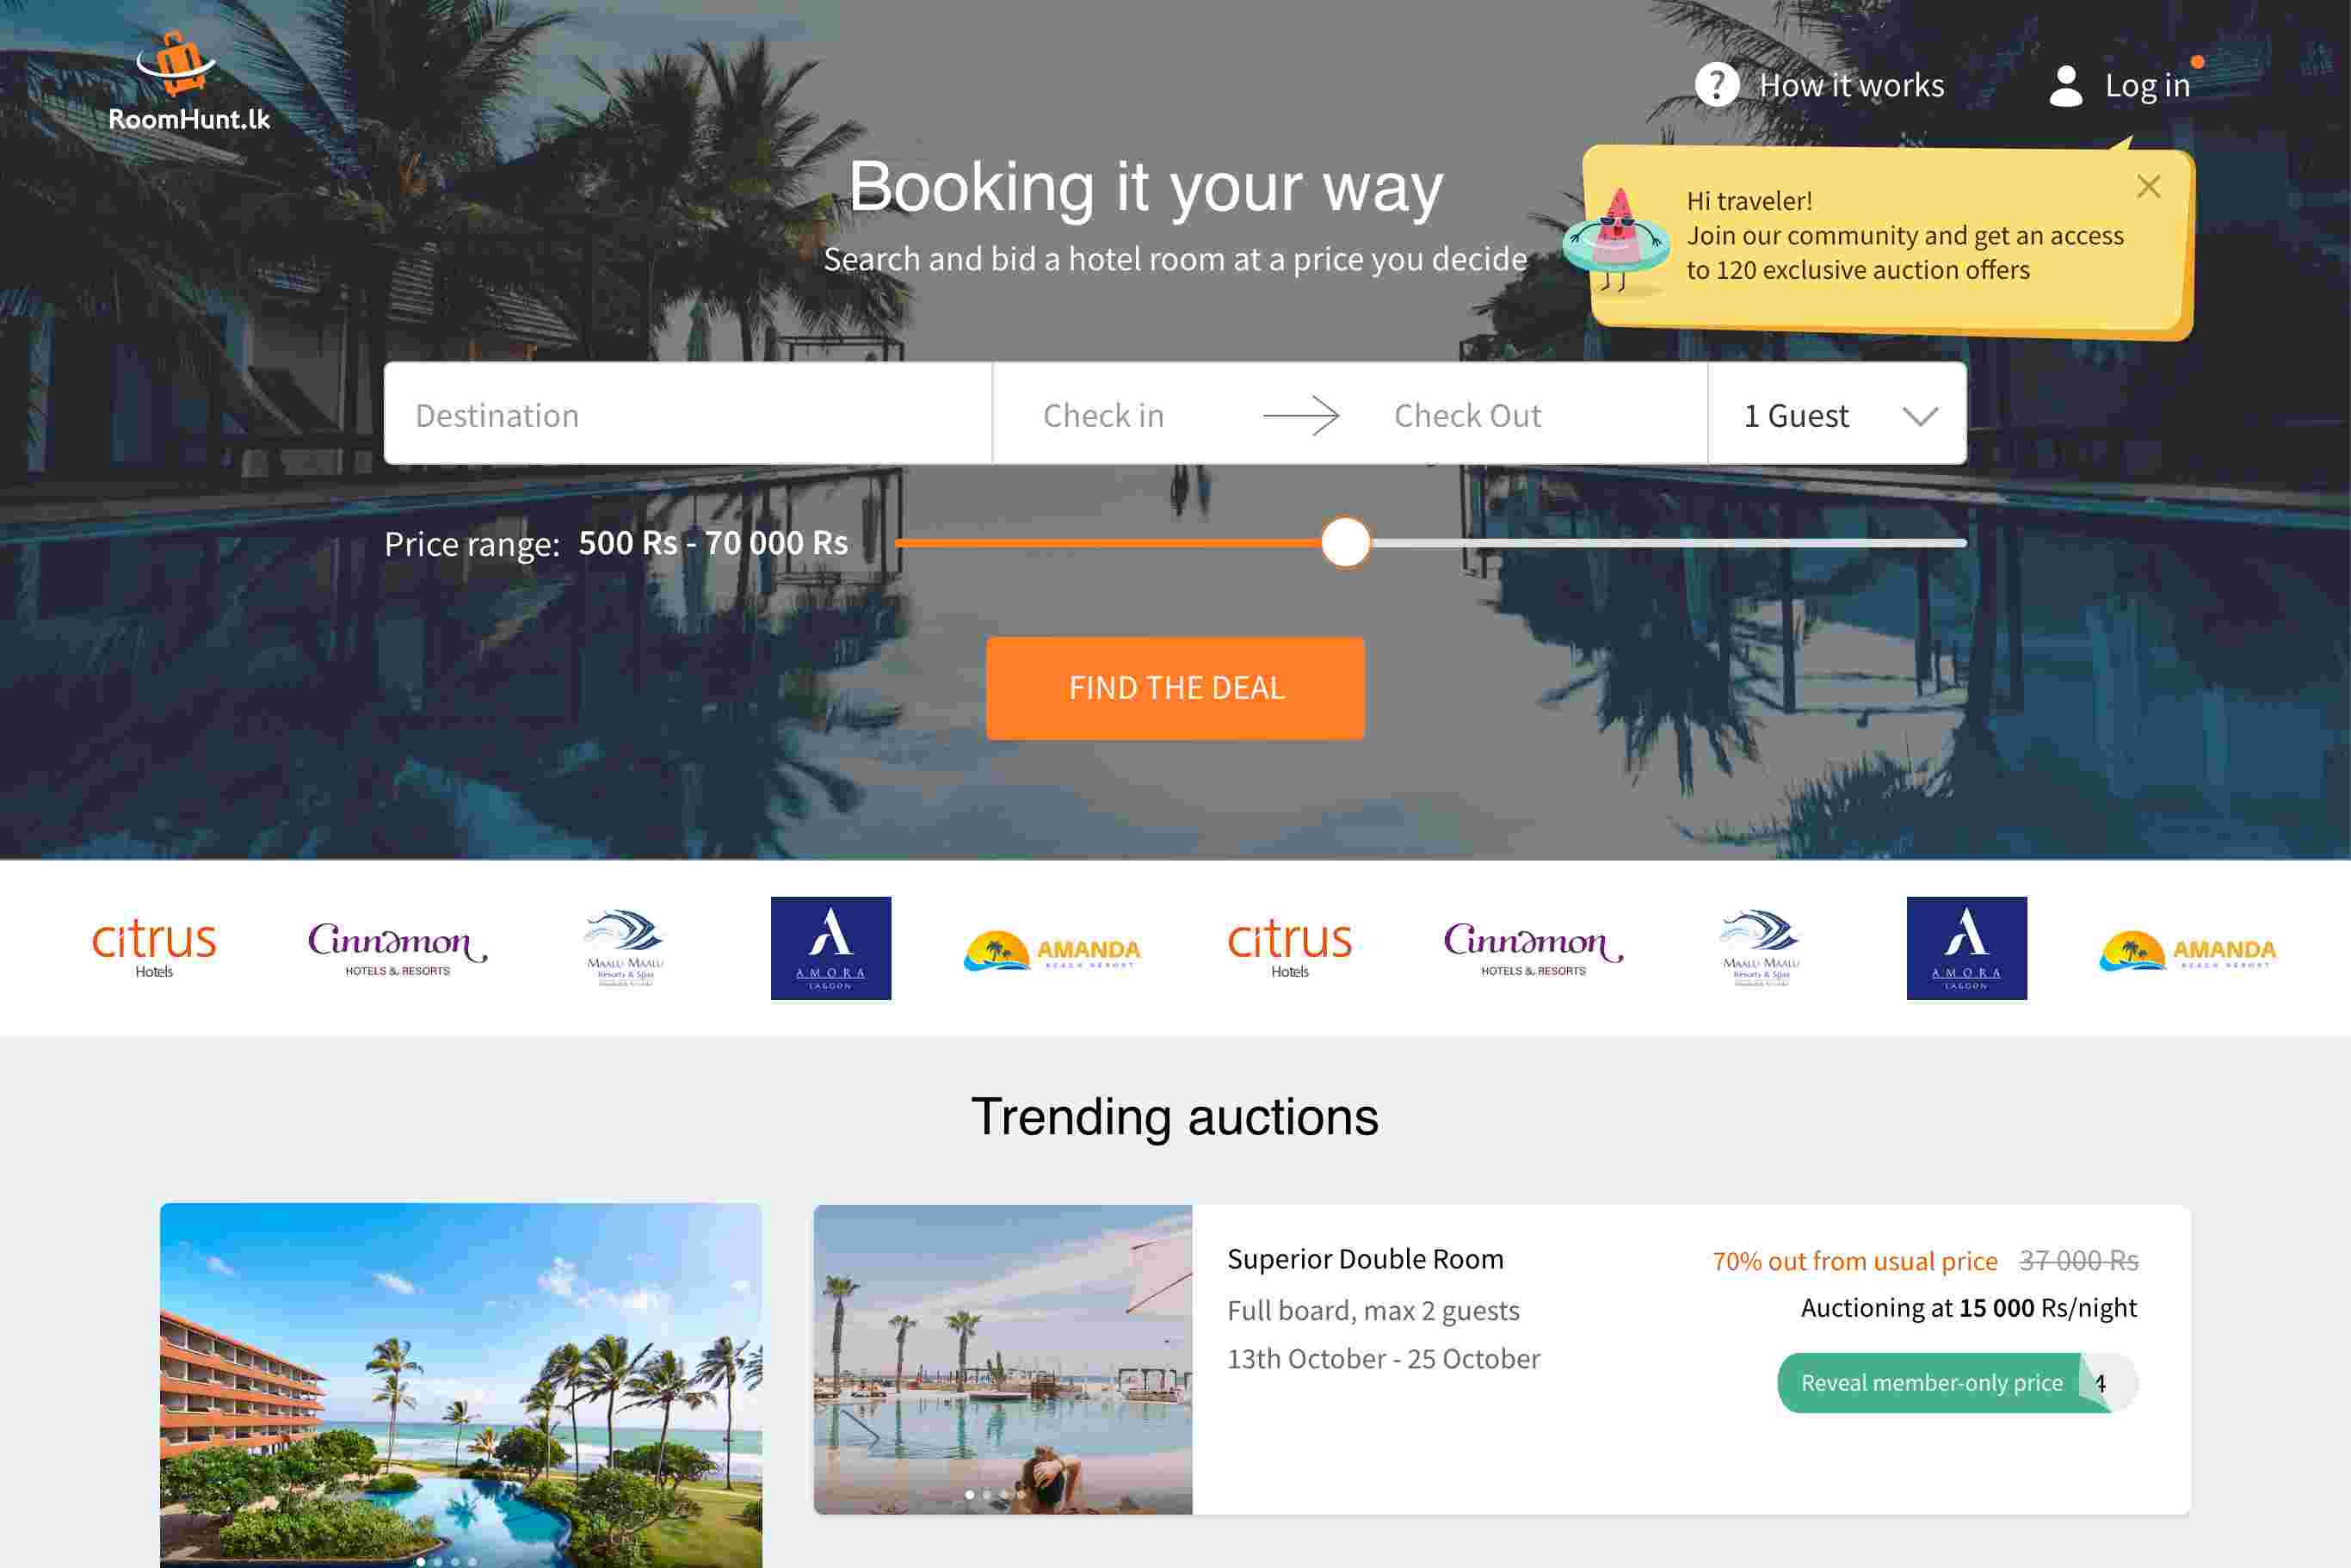 RoomHunt.lk
How it works
Log in
Booking it your way
Search and bid a hotel room at a price you decide
Hi traveler!
Join our community and get an access
to 120 exclusive auction offers
Destination
Check in
Check Out
1 Guest
Price range: 500 Rs - 70 000 Rs
FIND THE DEAL
citrus
Hotels
Cinnamon
HOTELS & RESORTS
MAALU MAALU
Resorts & Spas
AMORA
LAGOON
AMANDA
BEACH RESORT
citrus
Hotels
Cinnamon
HOTELS & RESORTS
MAALU MAALU
Resorts & Spas
AMORA
LAGOON
AMANDA
BEACH RESORT
Trending auctions
Superior Double Room
Full board, max 2 guests
13th October - 25 October
70% out from usual price 37 000 Rs
Auctioning at 15 000 Rs/night
Reveal member-only price 4